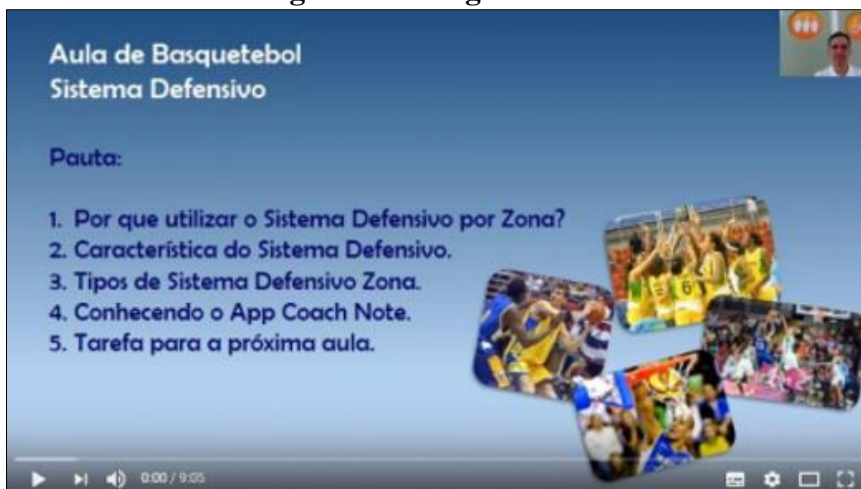 Aula de Basquetebol
Sistema Defensivo
Pauta:
1. Por que utilizar o Sistema Defensivo por Zona?
2. Característica do Sistema Defensivo.
3. Tipos de Sistema Defensivo Zona.
4. Conhecendo o App Coach Note.
5. Tarefa para a próxima aula.
6
0:00 / 9:05